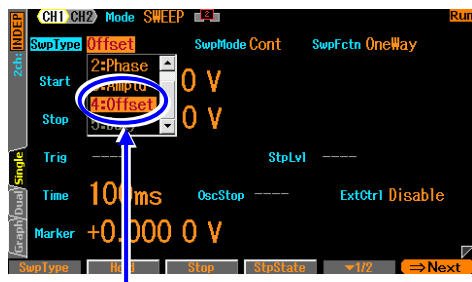 INDEP CH1 CH2 Mode SWEEP 2 Run
2ch:
SwpType Offset SwpMode Cont SwpFctn OneWay
2:Phase
Start 0 V
4:Offset
Stop 0 V
Trig ---- StpLvl ----
Time 100ms OscStop ---- ExtCtrl Disable
Marker +0.000 0 V
Single
Dual
Graph
SwpType Hold Stop StpState ▼1/2 ⇒Next